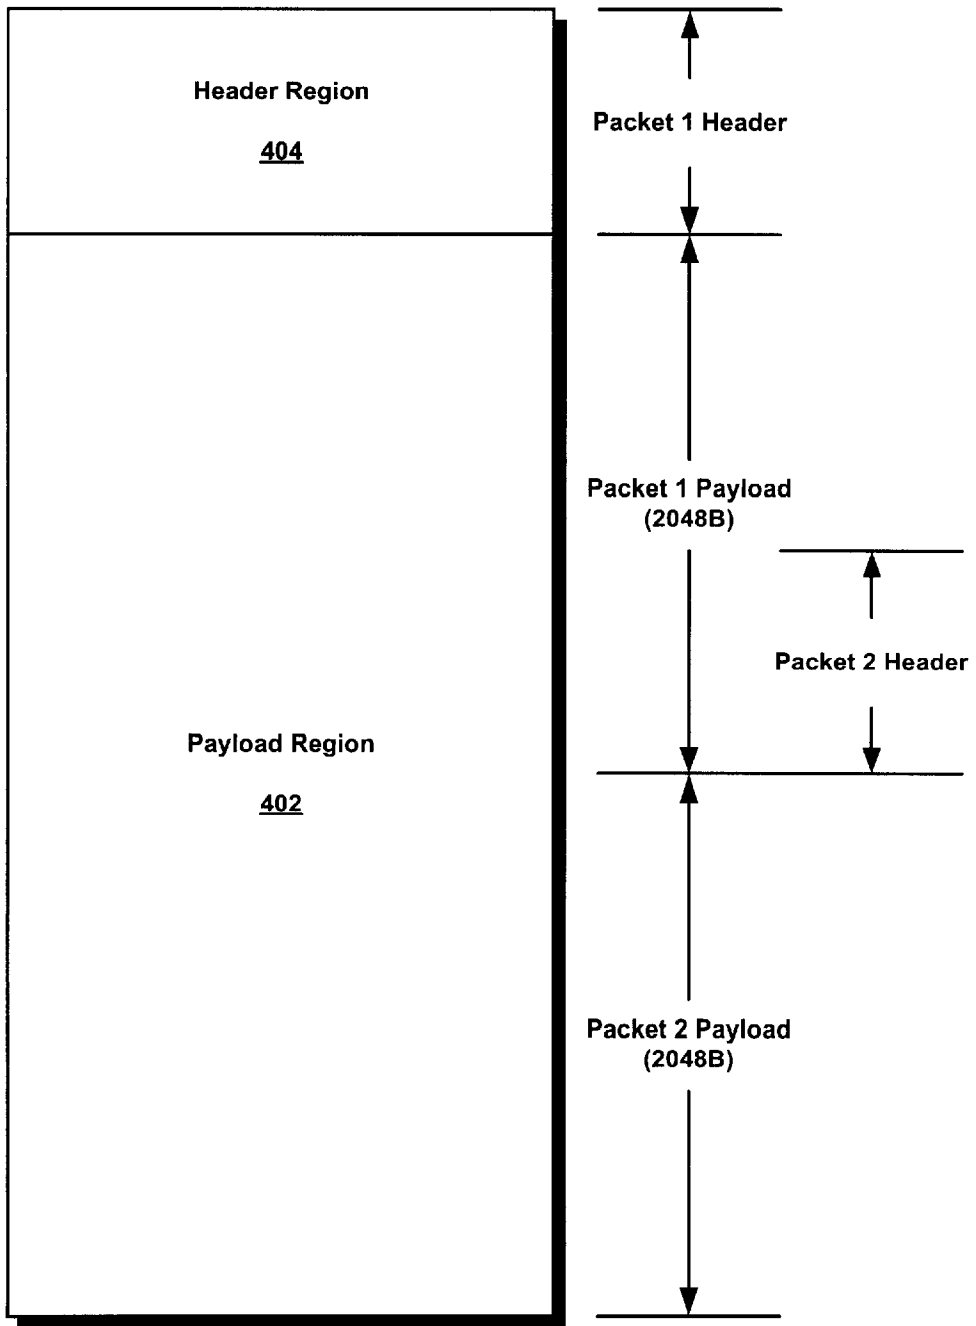 Header Region
404
Packet 1 Header
Packet 1 Payload
(2048B)
Packet 2 Header
Payload Region
402
Packet 2 Payload
(2048B)